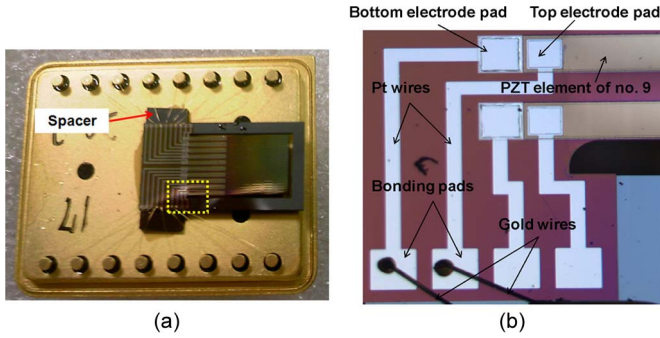 Bottom electrode pad
Top electrode pad
Pt wires
PZT element of no. 9
Spacer
Bonding pads
Gold wires
(a)
(b)